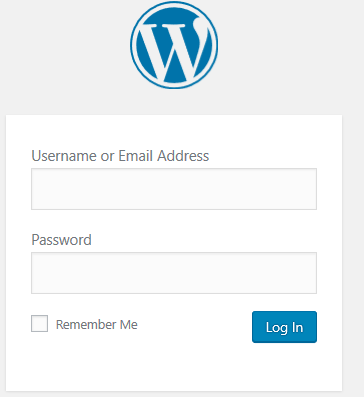 W
Username or Email Address
Password
Remember Me
Log In